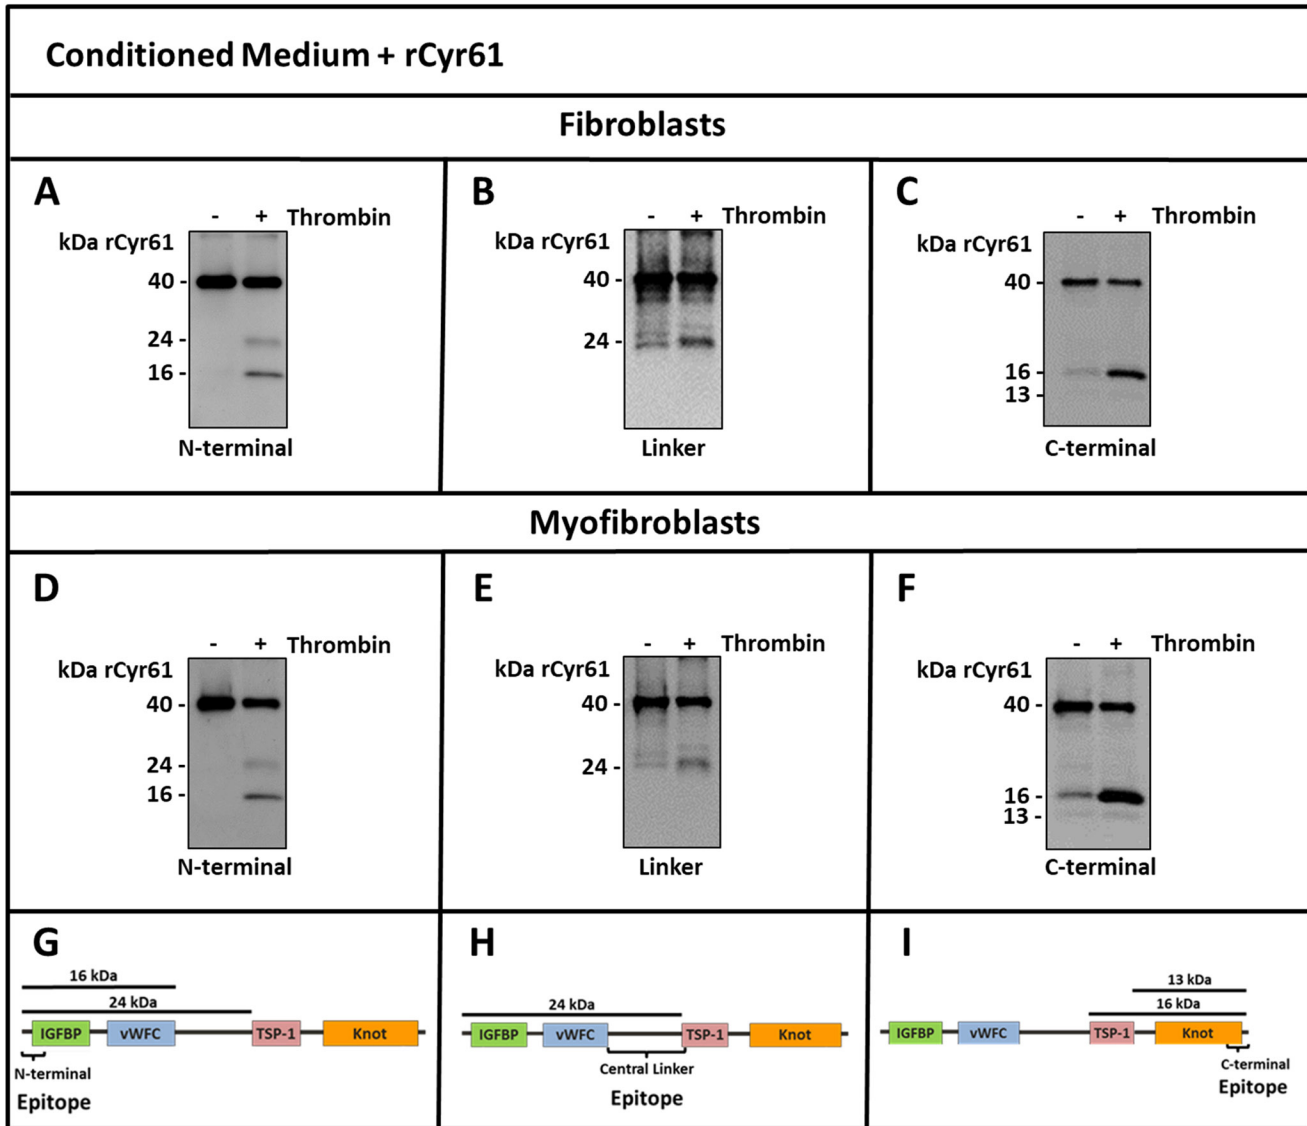 Conditioned Medium + rCyr61
Fibroblasts
A
- + Thrombin
kDa rCyr61
40 -
24 -
16 -
N-terminal
B
- + Thrombin
kDa rCyr61
40 -
24 -
Linker
C
- + Thrombin
kDa rCyr61
40 -
16 -
13 -
C-terminal
Myofibroblasts
D
- + Thrombin
kDa rCyr61
40 -
24 -
16 -
N-terminal
E
- + Thrombin
kDa rCyr61
40 -
24 -
Linker
F
- + Thrombin
kDa rCyr61
40 -
16 -
13 -
C-terminal
G
16 kDa
24 kDa
IGFBP vWFC TSP-1 Knot
N-terminal
Epitope
H
24 kDa
IGFBP vWFC TSP-1 Knot
Central Linker
Epitope
I
13 kDa
16 kDa
IGFBP vWFC TSP-1 Knot
C-terminal
Epitope